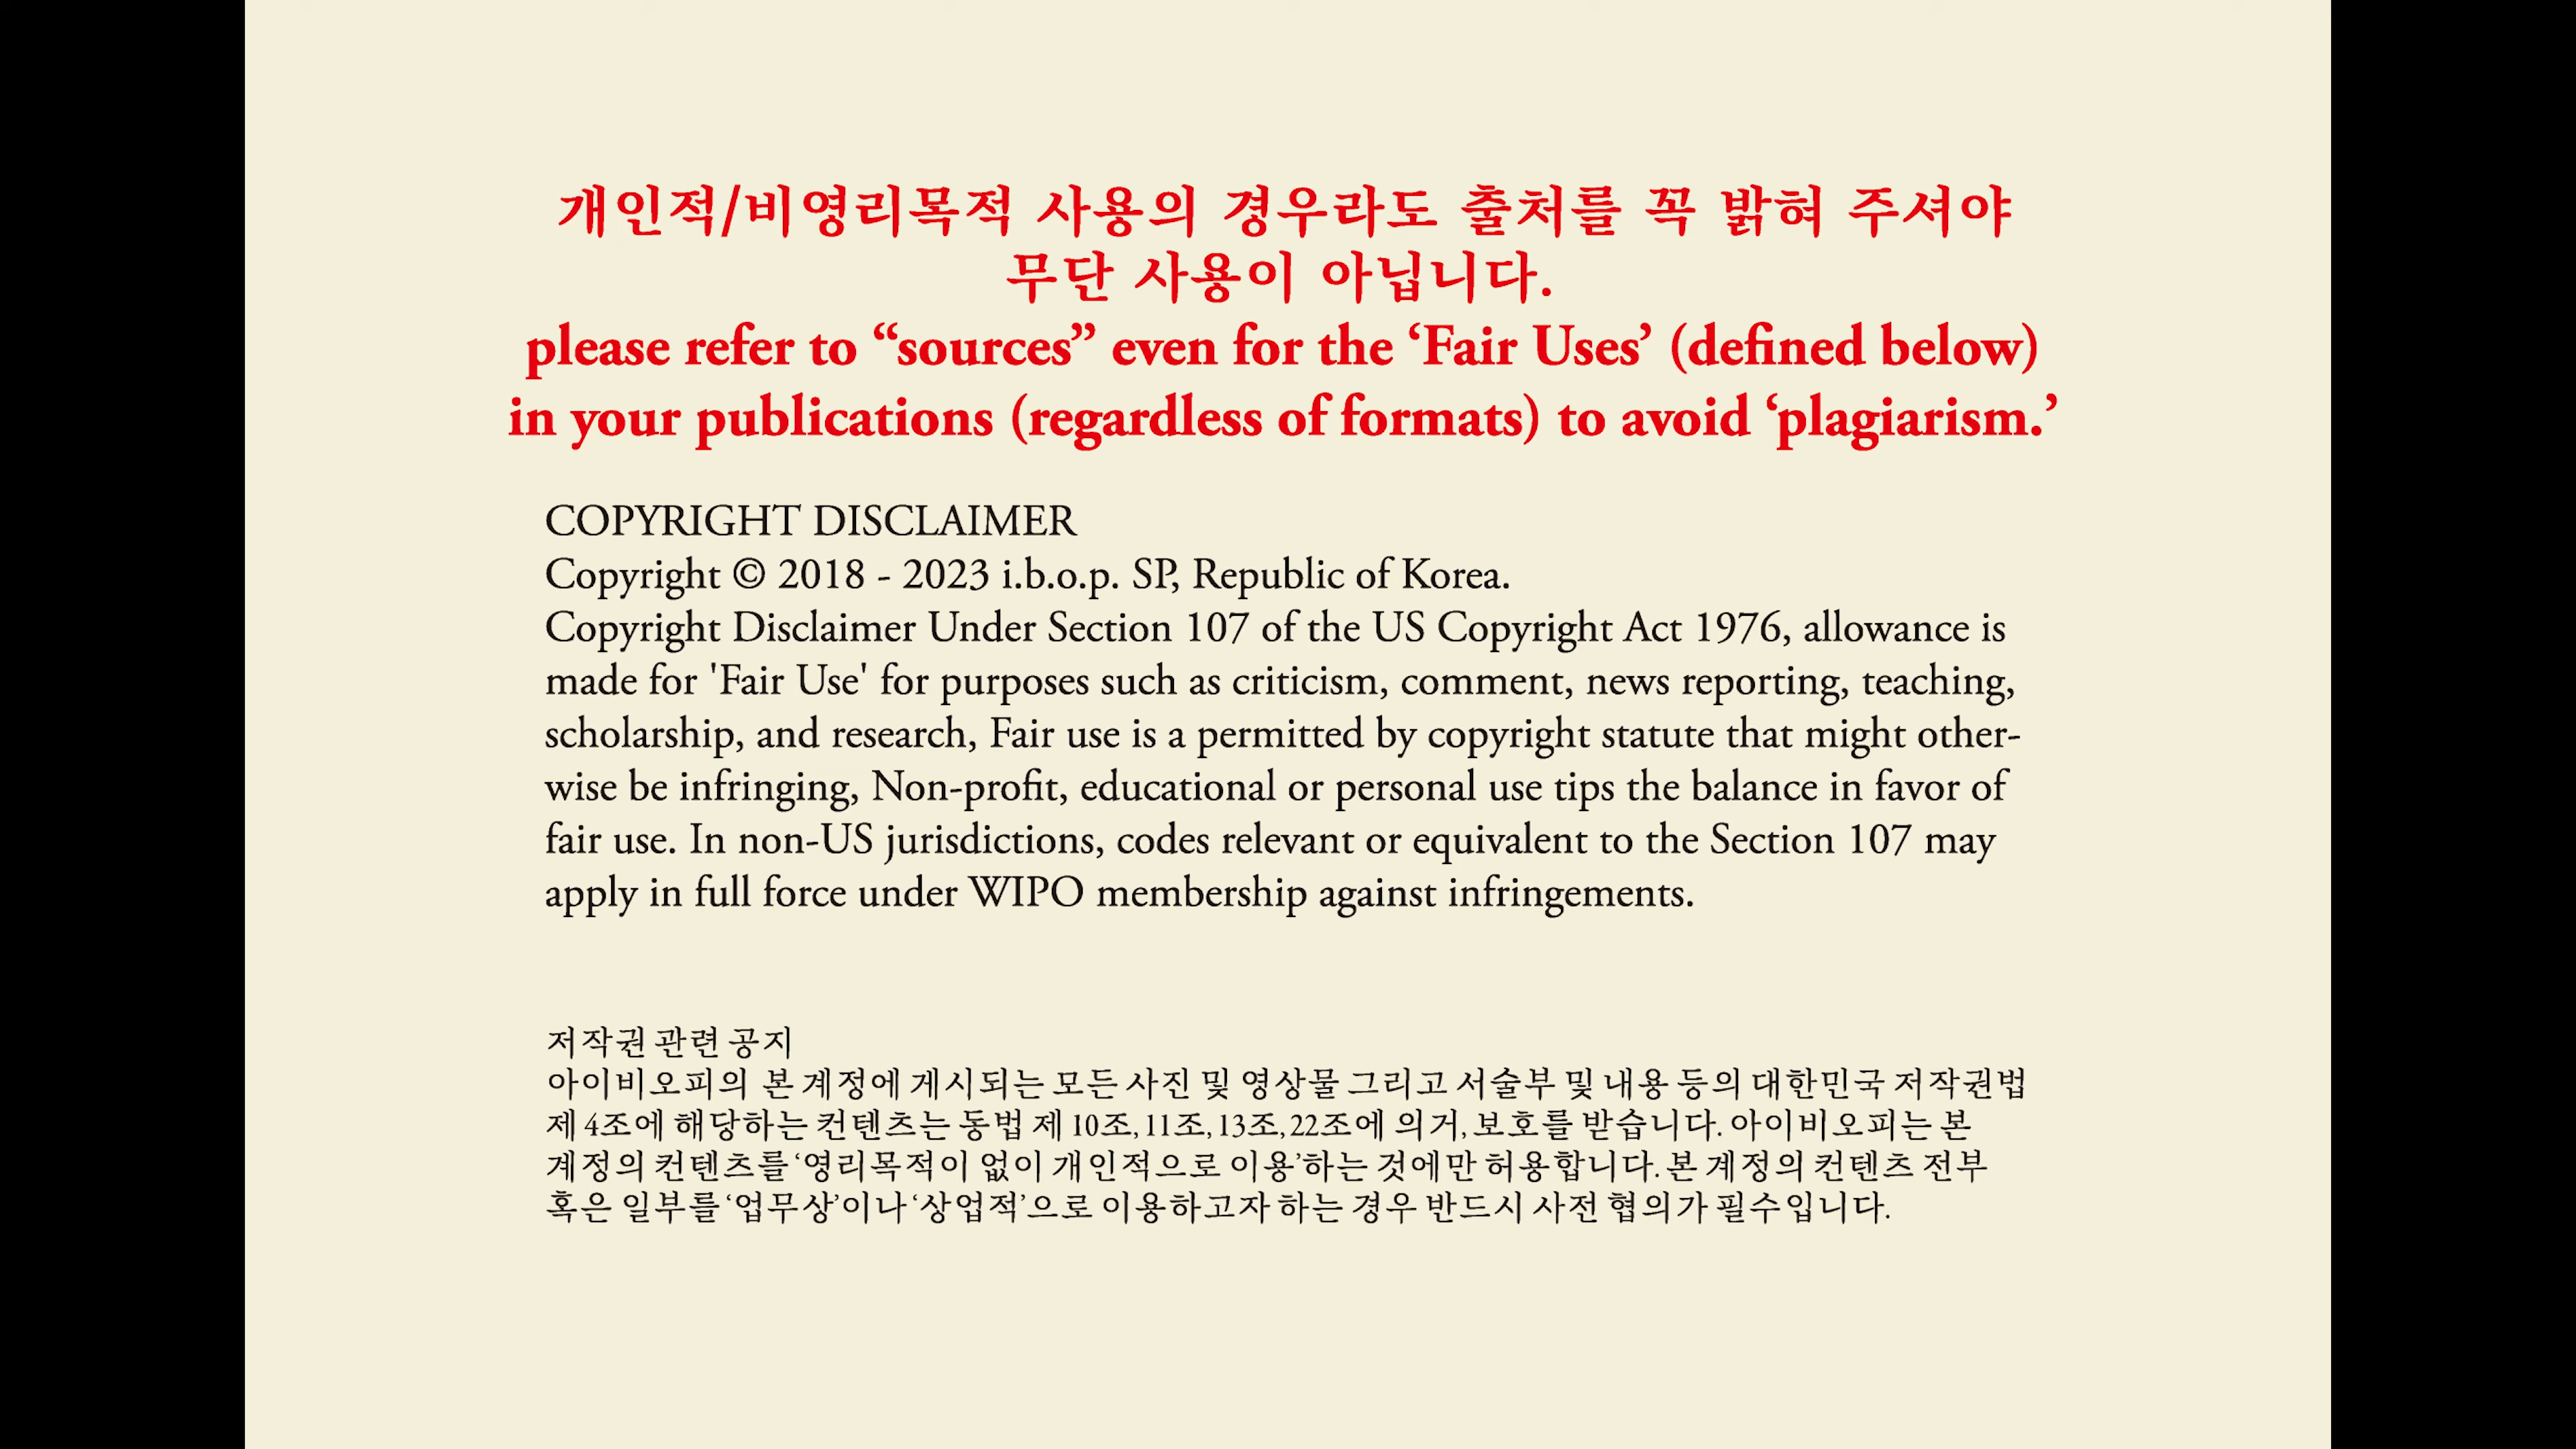 개인적/비영리목적 사용의 경우라도 출처를 꼭 밝혀 주셔야
무단 사용이 아닙니다.
please refer to “sources” even for the ‘Fair Uses’ (defined below)
in your publications (regardless of formats) to avoid ‘plagiarism.’
COPYRIGHT DISCLAIMER
Copyright © 2018 - 2023 i.b.o.p. SP, Republic of Korea.
Copyright Disclaimer Under Section 107 of the US Copyright Act 1976, allowance is
made for 'Fair Use' for purposes such as criticism, comment, news reporting, teaching,
scholarship, and research, Fair use is a permitted by copyright statute that might other-
wise be infringing, Non-profit, educational or personal use tips the balance in favor of
fair use. In non-US jurisdictions, codes relevant or equivalent to the Section 107 may
apply in full force under WIPO membership against infringements.
저작권 관련 공지
아이비오피의 본 계정에 게시되는 모든 사진 및 영상물 그리고 서술부 및 내용 등의 대한민국 저작권법
제 4조에 해당하는 컨텐츠는 동법 제 10조, 11조, 13조, 22조에 의거, 보호를 받습니다. 아이비오피는 본
계정의 컨텐츠를 ‘영리목적이 없이 개인적으로 이용’하는 것에만 허용합니다. 본 계정의 컨텐츠 전부
혹은 일부를 ‘업무상’이나 ‘상업적’으로 이용하고자 하는 경우 반드시 사전 협의가 필수입니다.